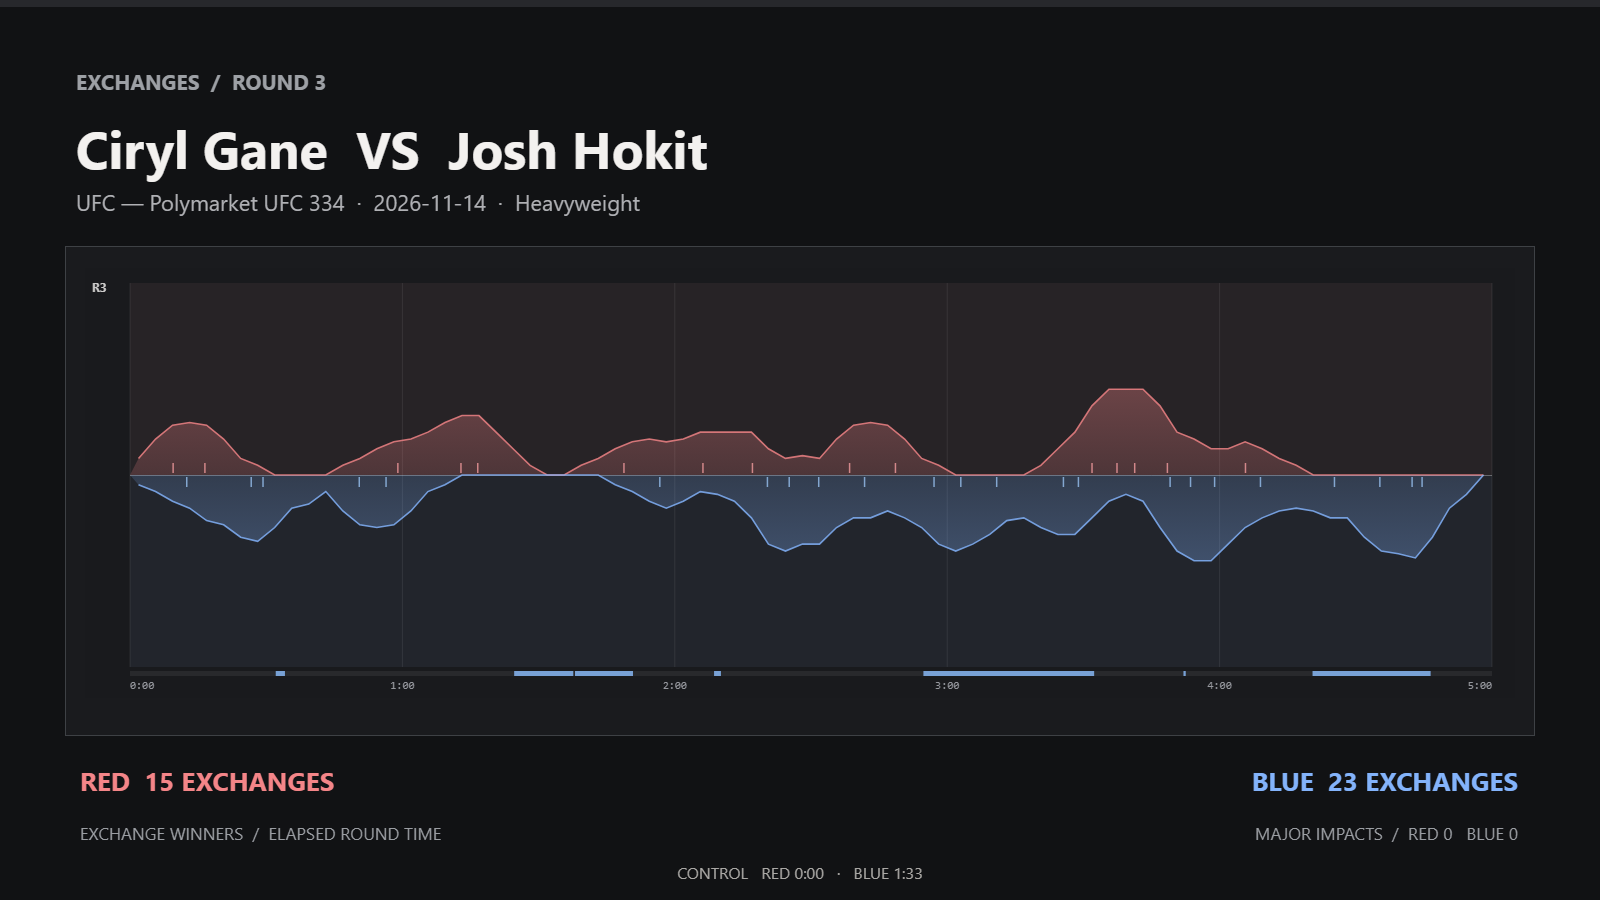 EXCHANGES / ROUND 3
Ciryl Gane VS Josh Hokit
UFC — Polymarket UFC 334 · 2026-11-14 · Heavyweight
R3
0:00 1:00 2:00 3:00 4:00 5:00
RED 15 EXCHANGES
BLUE 23 EXCHANGES
EXCHANGE WINNERS / ELAPSED ROUND TIME
MAJOR IMPACTS / RED 0 BLUE 0
CONTROL RED 0:00 · BLUE 1:33